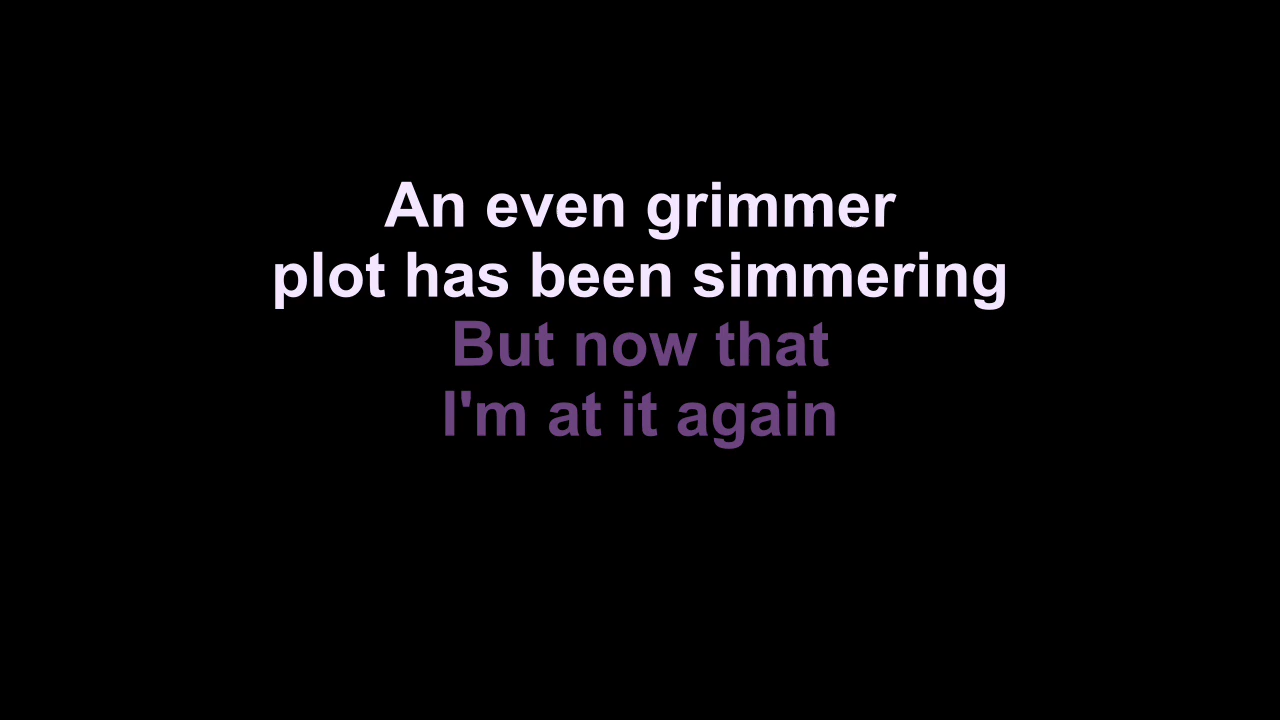 An even grimmer
plot has been simmering
But now that
I'm at it again